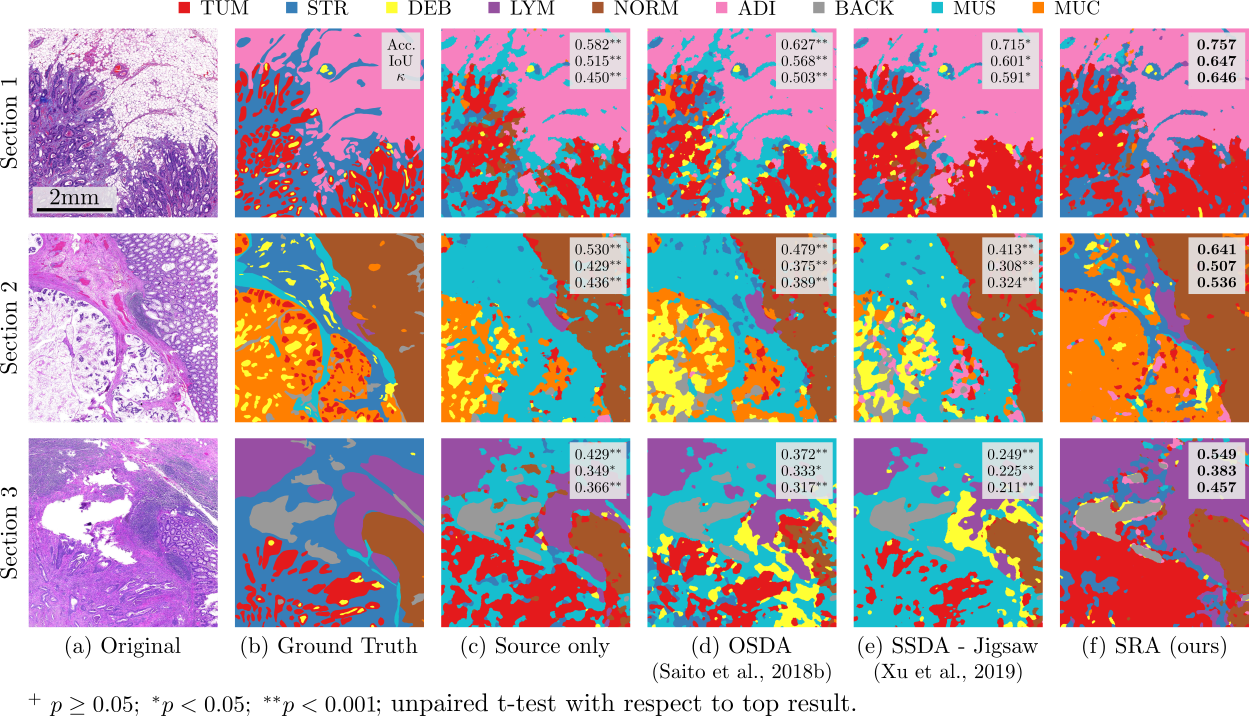 TUM STR DEB LYM NORM ADI BACK MUS MUC
Section 1
2mm
Acc.
IoU
κ
0.582**
0.515**
0.450**
0.627**
0.568**
0.503**
0.715*
0.601*
0.591*
0.757
0.647
0.646
Section 2
0.530**
0.429**
0.436**
0.479**
0.375**
0.389**
0.413**
0.308**
0.324**
0.641
0.507
0.536
Section 3
0.429**
0.349*
0.366**
0.372**
0.333*
0.317**
0.249**
0.225**
0.211**
0.549
0.383
0.457
(a) Original
(b) Ground Truth
(c) Source only
(d) OSDA
(Saito et al., 2018b)
(e) SSDA - Jigsaw
(Xu et al., 2019)
(f) SRA (ours)
+ p ≥ 0.05; *p < 0.05; **p < 0.001; unpaired t-test with respect to top result.